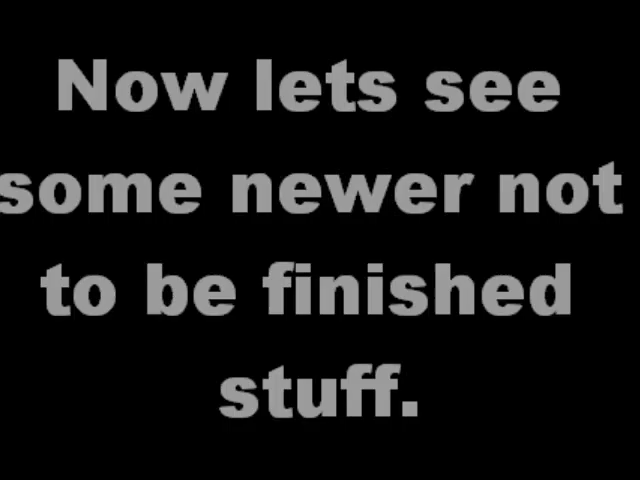 Now lets see
some newer not
to be finished
stuff.